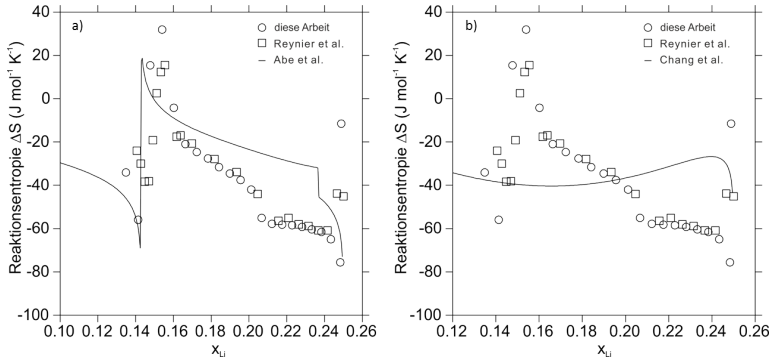 a)
○ diese Arbeit
□ Reynier et al.
— Abe et al.
Reaktionsentropie ΔS (J mol⁻¹ K⁻¹)
40
20
0
-20
-40
-60
-80
-100
0.10 0.12 0.14 0.16 0.18 0.20 0.22 0.24 0.26
x_Li
b)
○ diese Arbeit
□ Reynier et al.
— Chang et al.
Reaktionsentropie ΔS (J mol⁻¹ K⁻¹)
40
20
0
-20
-40
-60
-80
-100
0.12 0.14 0.16 0.18 0.20 0.22 0.24 0.26
x_Li